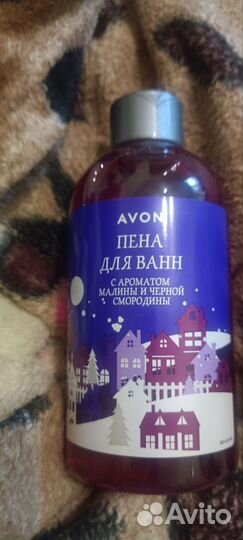 AVON
ПЕНА
ДЛЯ ВАНН
С АРОМАТОМ
МАЛИНЫ И ЧЕРНОЙ
СМОРОДИНЫ
Avito